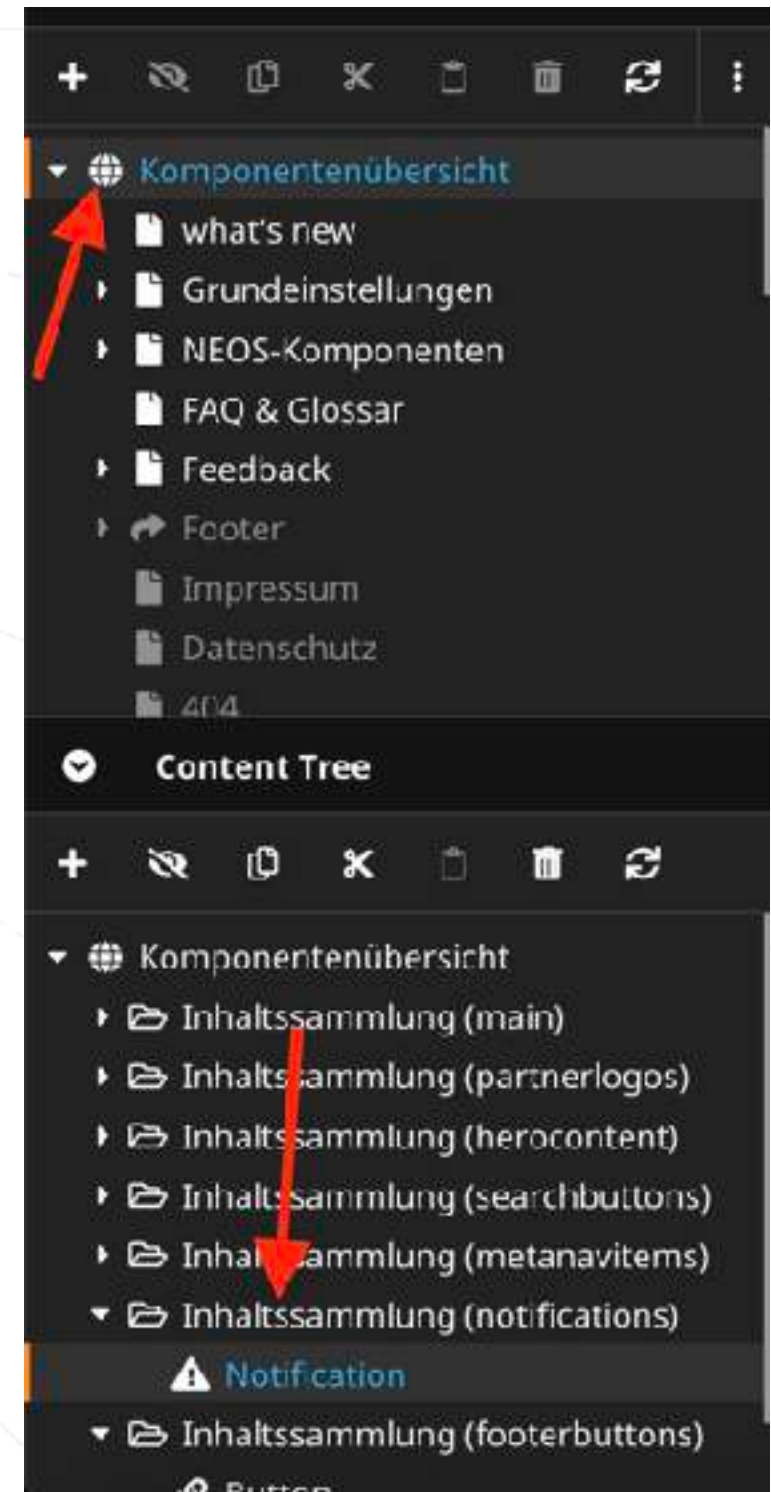 Komponentenübersicht
what's new
Grundeinstellungen
NEOS-Komponenten
FAQ & Glossar
Feedback
Footer
Impressum
Datenschutz
404
Content Tree
Komponentenübersicht
Inhaltssammlung (main)
Inhaltssammlung (partnerlogos)
Inhaltssammlung (herocontent)
Inhaltssammlung (searchbuttons)
Inhaltssammlung (metanavitems)
Inhaltssammlung (notifications)
Notification
Inhaltssammlung (footerbuttons)
Button